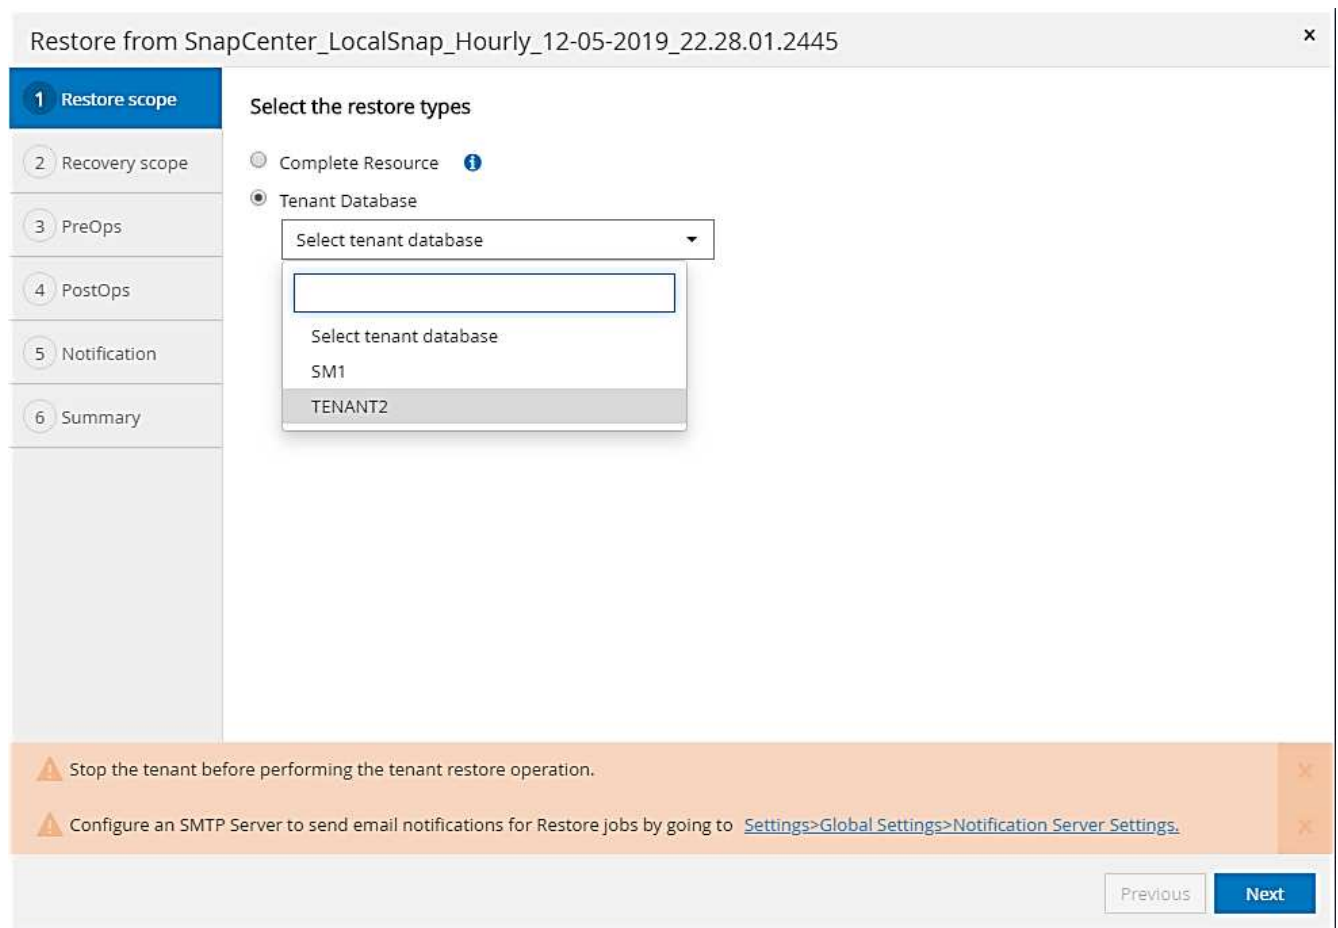 Restore from SnapCenter_LocalSnap_Hourly_12-05-2019_22.28.01.2445
x
1 Restore scope
2 Recovery scope
3 PreOps
4 PostOps
5 Notification
6 Summary
Select the restore types
Complete Resource i
Tenant Database
Select tenant database
Select tenant database
SM1
TENANT2
Stop the tenant before performing the tenant restore operation.
Configure an SMTP Server to send email notifications for Restore jobs by going to Settings>Global Settings>Notification Server Settings.
Previous Next